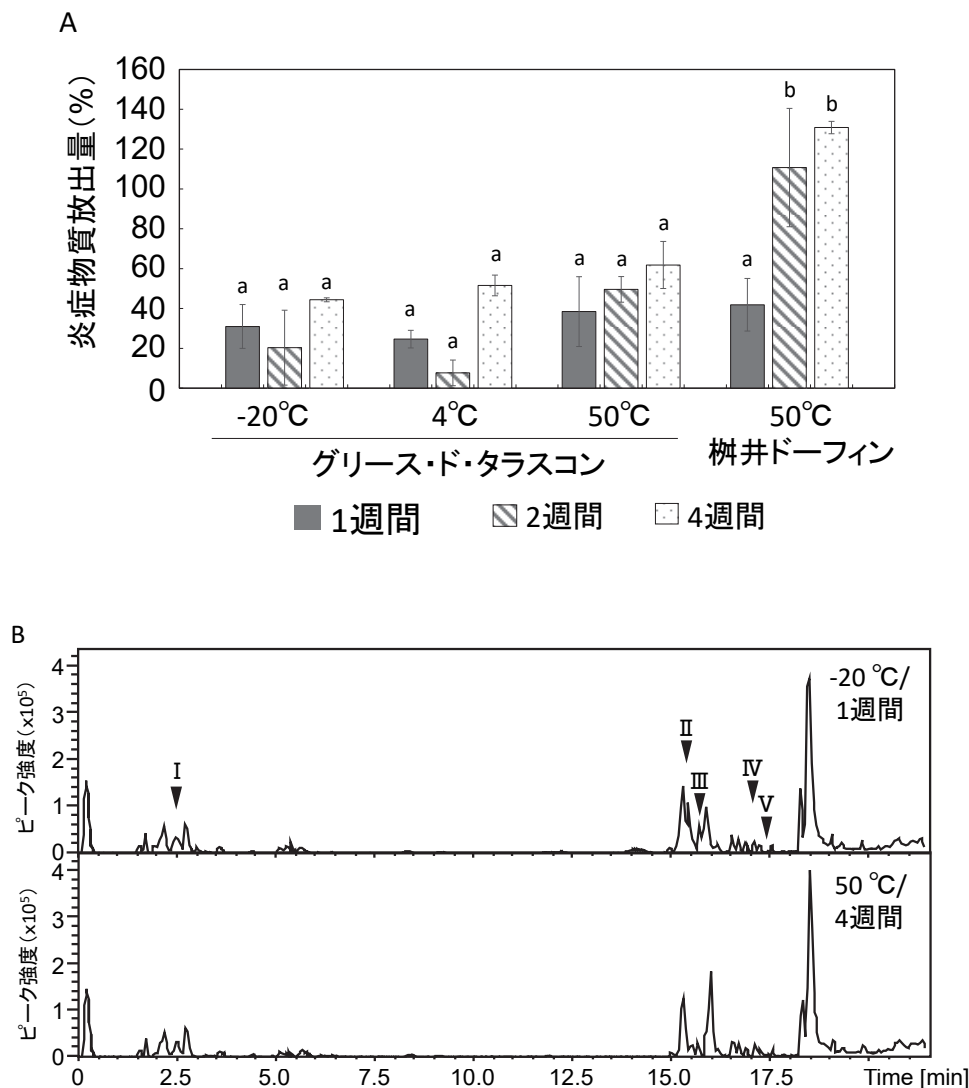 A
炎症物質放出量(%)
160
140
120
100
80
60
40
20
0
a a a a a a a a a a b b
-20℃ 4℃ 50℃ 50℃
グリース・ド・タラスコン 桝井ドーフィン
1週間 2週間 4週間
B
ピーク強度(x10⁵)
4
3
2
1
0
I II III IV V
-20 ℃/
1週間
ピーク強度(x10⁵)
4
3
2
1
0
50 ℃/
4週間
0 2.5 5.0 7.5 10.0 12.5 15.0 17.5 Time [min]